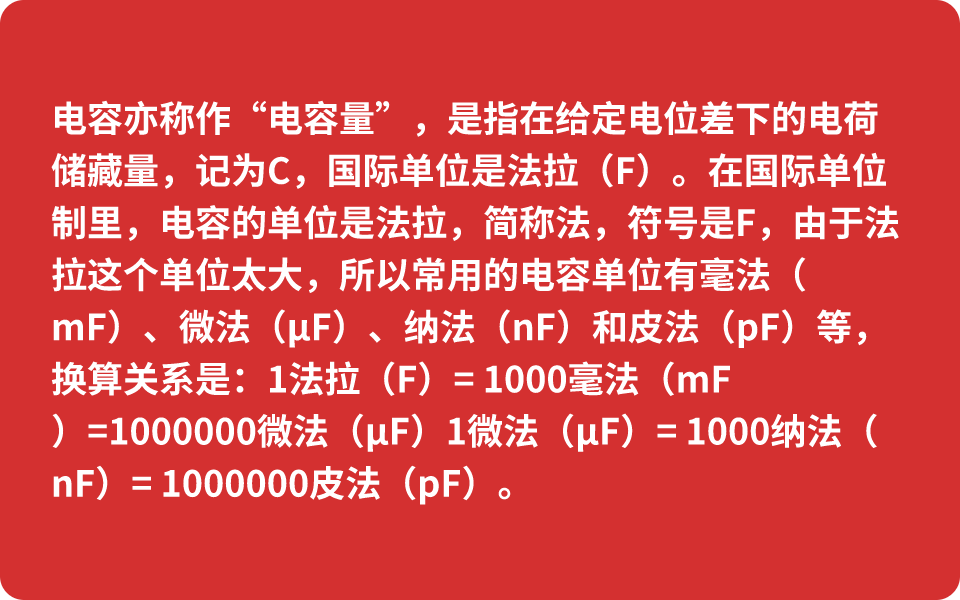 电容亦称作“电容量”，是指在给定电位差下的电荷
储藏量，记为C，国际单位是法拉（F）。在国际单位
制里，电容的单位是法拉，简称法，符号是F，由于法
拉这个单位太大，所以常用的电容单位有毫法（
mF）、微法（μF）、纳法（nF）和皮法（pF）等，
换算关系是：1法拉（F）= 1000毫法（mF
）=1000000微法（μF）1微法（μF）= 1000纳法（
nF）= 1000000皮法（pF）。